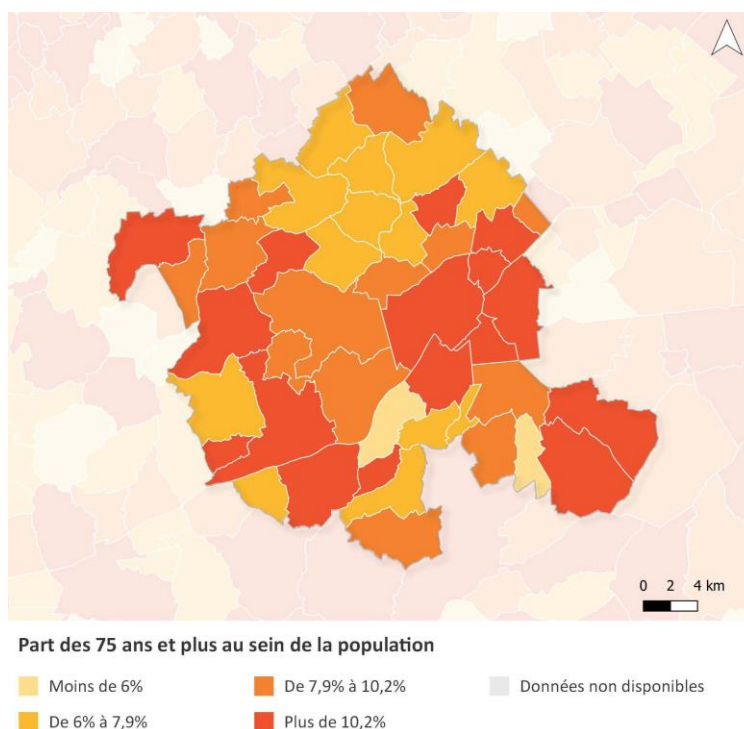 0 2 4 km
Part des 75 ans et plus au sein de la population
Moins de 6%
De 7,9% à 10,2%
Données non disponibles
De 6% à 7,9%
Plus de 10,2%